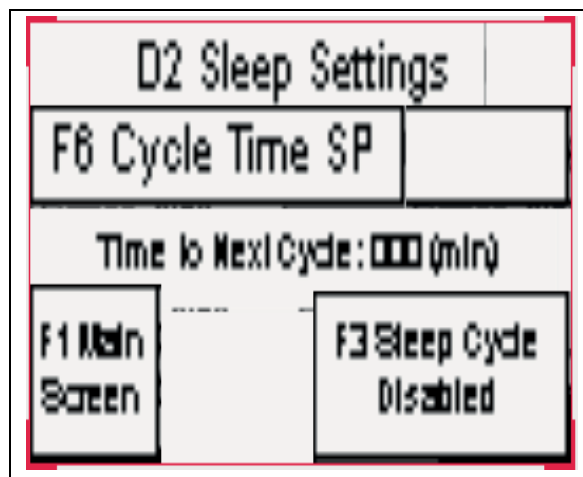 D2 Sleep Settings
F6 Cycle Time SP
Time to Next Cycle: 000 (min)
F1 Main
Screen
F3 Sleep Cycle
Disabled